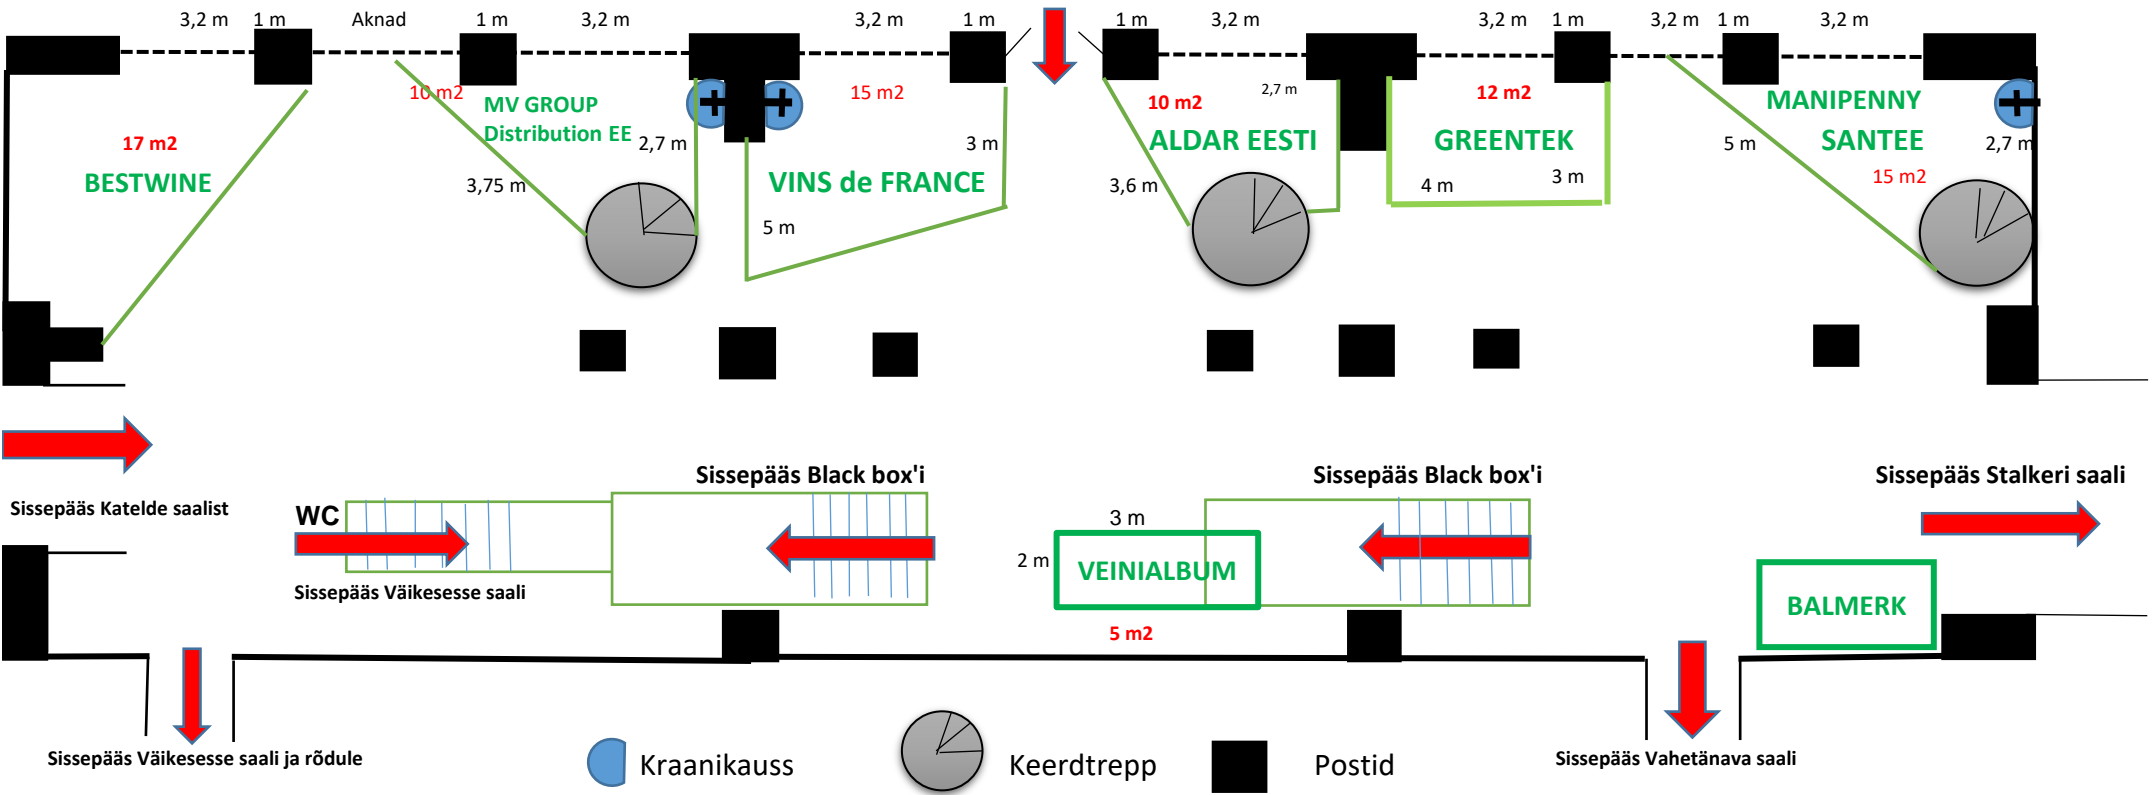 3,2 m 1 m Aknad 1 m 3,2 m 3,2 m 1 m 1 m 3,2 m 3,2 m 1 m 3,2 m 1 m 3,2 m
10 m2
MV GROUP
Distribution EE
15 m2
10 m2
2,7 m
12 m2
MANIPENNY
SANTEE
17 m2
BESTWINE
2,7 m
3,75 m
3 m
VINS de FRANCE
5 m
ALDAR EESTI
3,6 m
GREENTEK
4 m
3 m
5 m
2,7 m
15 m2
Sissepääs Black box'i
Sissepääs Black box'i
Sissepääs Stalkeri saali
Sissepääs Katelde saalist
WC
Sissepääs Väikesesse saali
3 m
2 m
VEINIALBUM
5 m2
BALMERK
Sissepääs Väikesesse saali ja rõdule
Kraanikauss
Keerdtrepp
Postid
Sissepääs Vahetänava saali